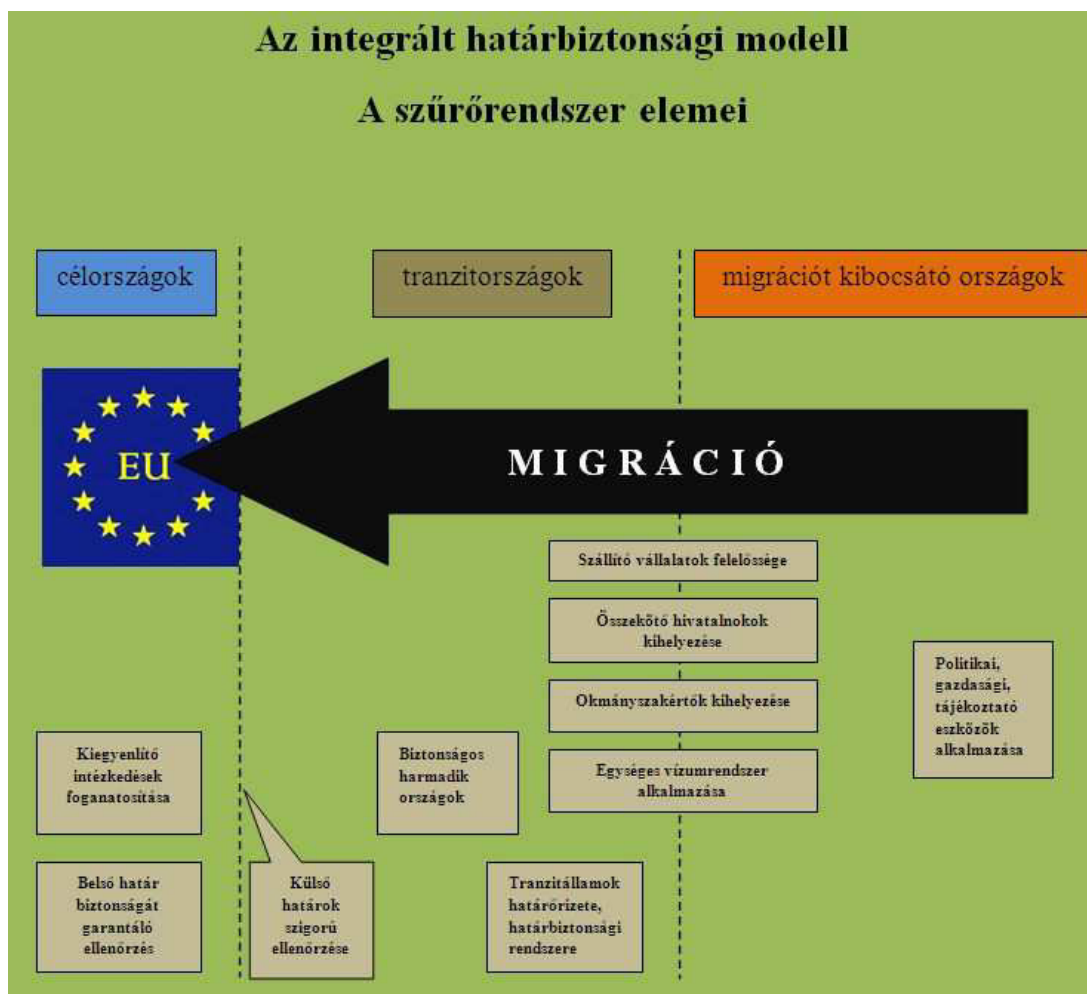 Az integrált határbiztonsági modell
A szűrőrendszer elemei
célországok
tranzitországok
migrációt kibocsátó országok
EU
MIGRÁCIÓ
Szállító vállalatok felelőssége
Összekötő hivatalnokok
kihelyezése
Okmányszakértők kihelyezése
Egységes vízumrendszer
alkalmazása
Politikai,
gazdasági,
tájékoztató
eszközök
alkalmazása
Kiegyenlítő
intézkedések
foganatosítása
Biztonságos
harmadik
országok
Belső határ
biztonságát
garantáló
ellenőrzés
Külső
határok
szigorú
ellenőrzése
Tranzitállamok
határőrizete,
határbiztonsági
rendszere